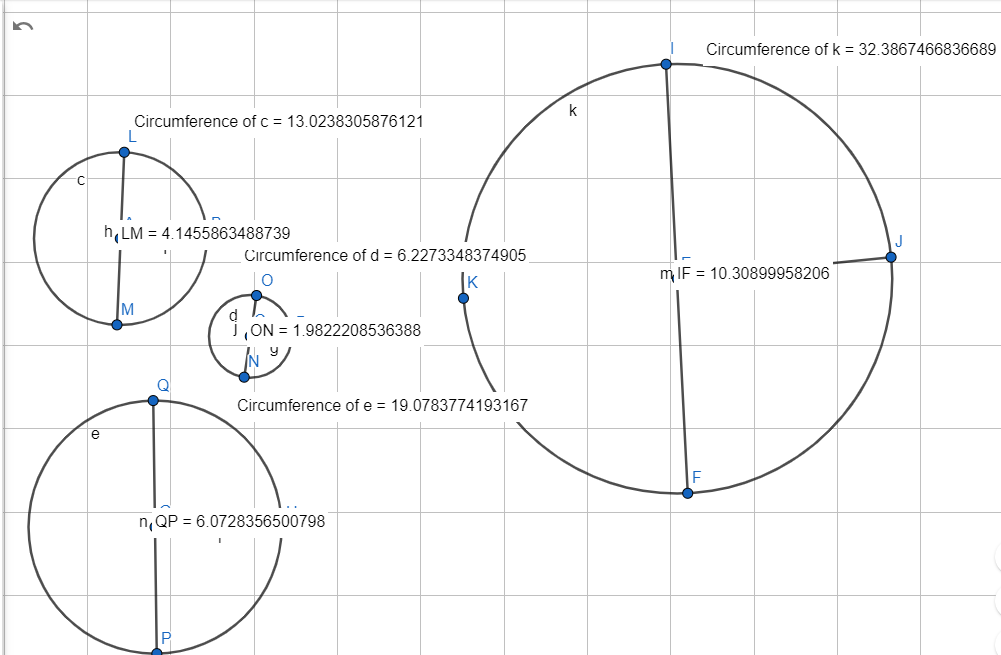 I
Circumference of k = 32.3867466836689
k
Circumference of c = 13.0238305876121
L
c
h LM = 4.1455863488739
J
Circumference of d = 6.2273348374905
m IF = 10.30899958206
O
K
M
d
j ON = 1.9822208536388
g
N
Q
Circumference of e = 19.0783774193167
e
F
n QP = 6.0728356500798
P